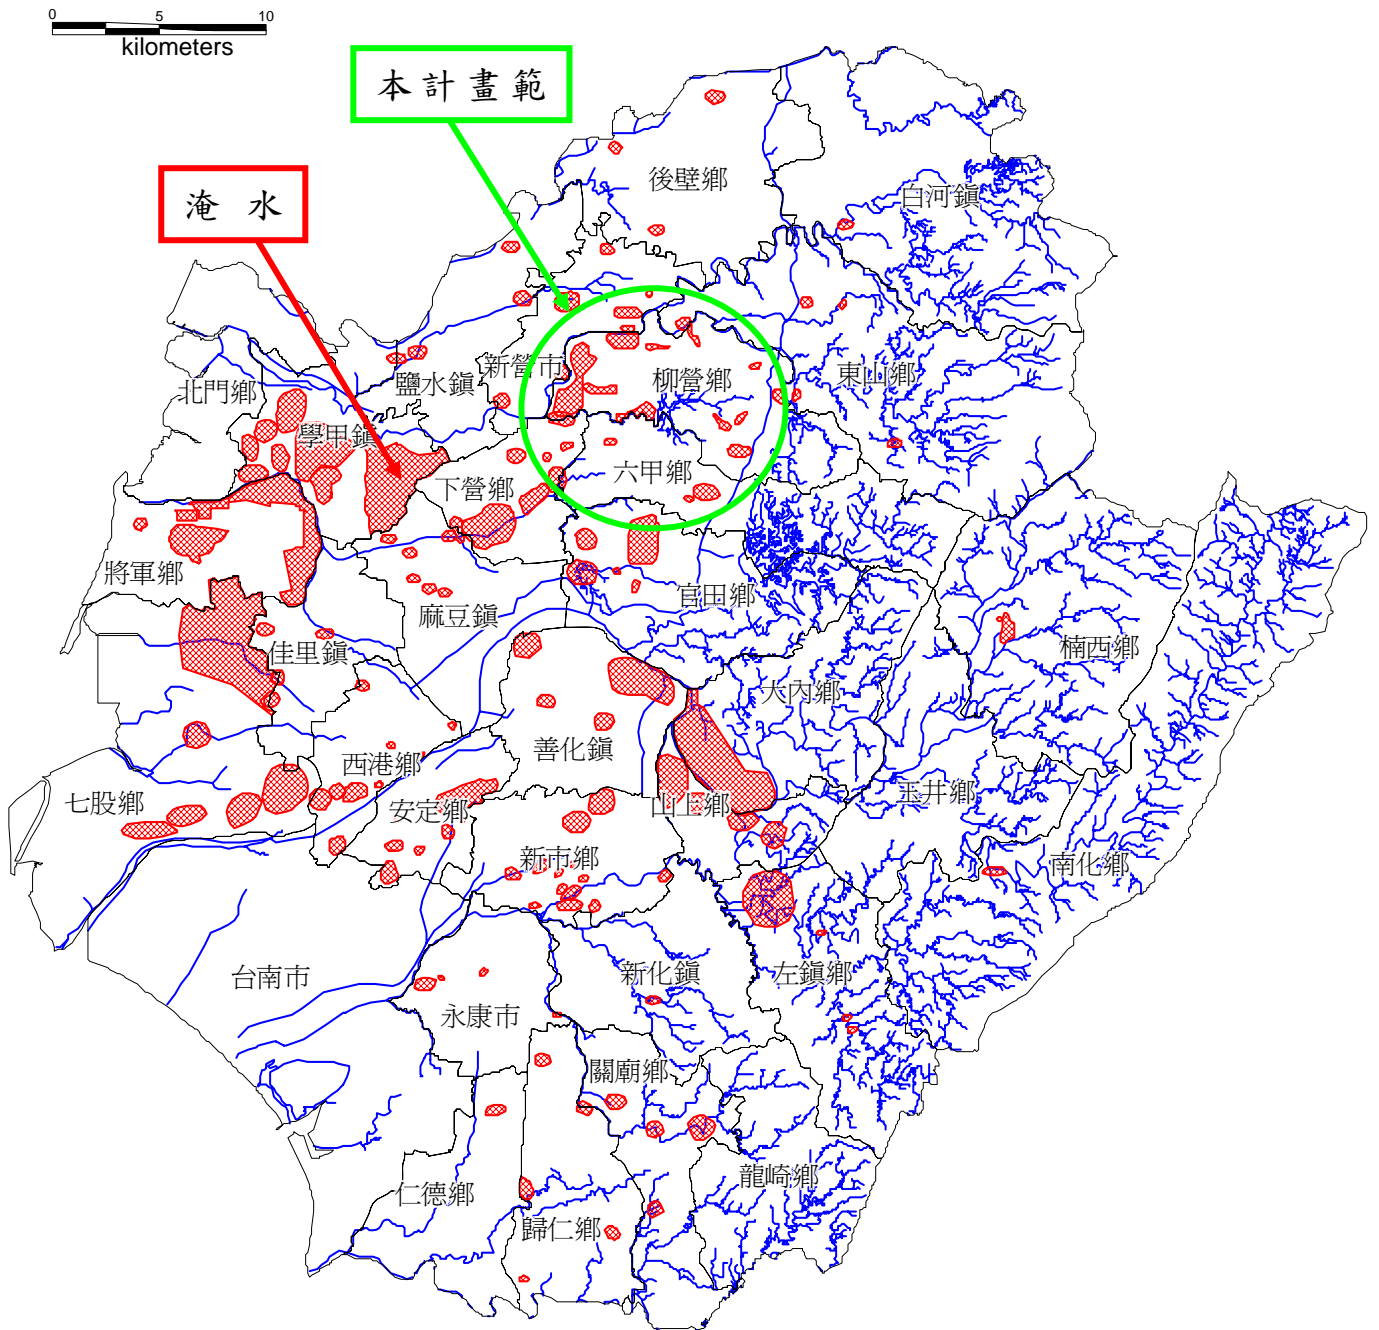 0 5 10
kilometers
本計畫範
淹 水
後壁鄉
白河鎮
新營市
鹽水鎮
北門鄉
柳營鄉
東山鄉
學甲鎮
六甲鄉
下營鄉
將軍鄉
麻豆鎮
官田鄉
佳里鎮
楠西鄉
大內鄉
善化鎮
西港鄉
七股鄉
安定鄉
山上鄉
玉井鄉
新市鄉
南化鄉
台南市
新化鎮
左鎮鄉
永康市
關廟鄉
龍崎鄉
仁德鄉
歸仁鄉